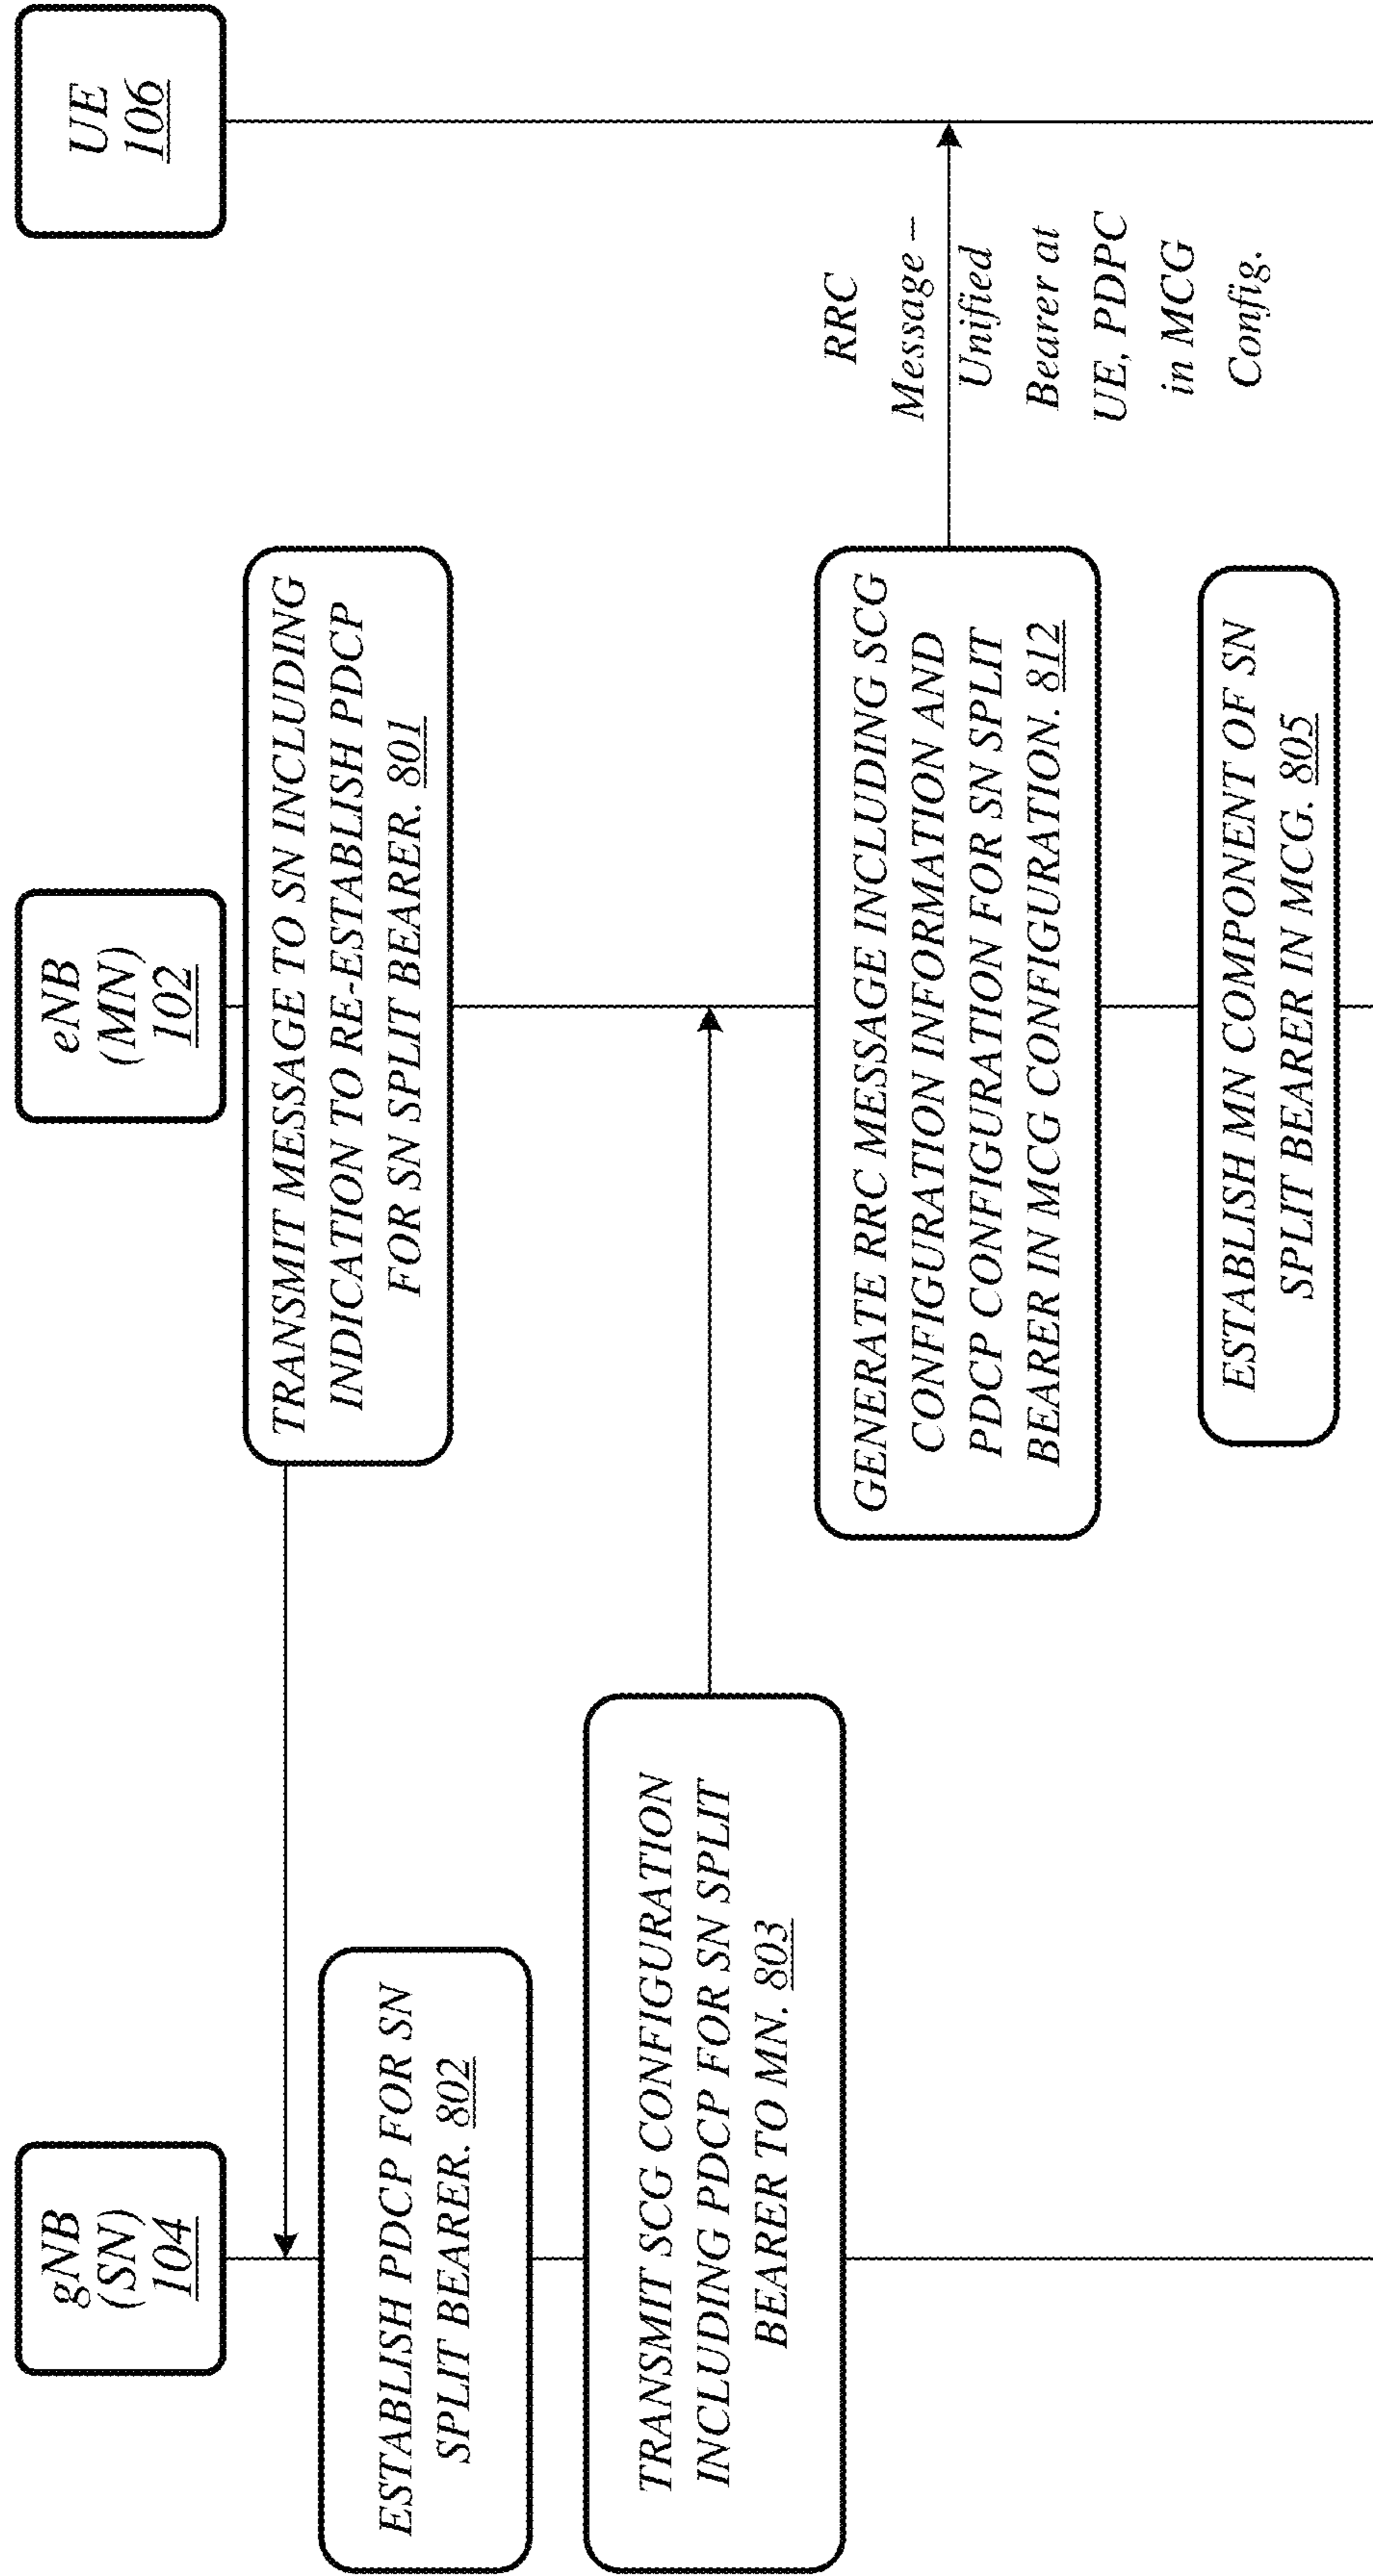 gNB
(SN)
104
eNB
(MN)
102
UE
106
TRANSMIT MESSAGE TO SN INCLUDING
INDICATION TO RE-ESTABLISH PDCP
FOR SN SPLIT BEARER. 801
ESTABLISH PDCP FOR SN
SPLIT BEARER. 802
TRANSMIT SCG CONFIGURATION
INCLUDING PDCP FOR SN SPLIT
BEARER TO MN. 803
GENERATE RRC MESSAGE INCLUDING SCG
CONFIGURATION INFORMATION AND
PDCP CONFIGURATION FOR SN SPLIT
BEARER IN MCG CONFIGURATION. 812
RRC
Message –
Unified
Bearer at
UE, PDPC
in MCG
Config.
ESTABLISH MN COMPONENT OF SN
SPLIT BEARER IN MCG. 805